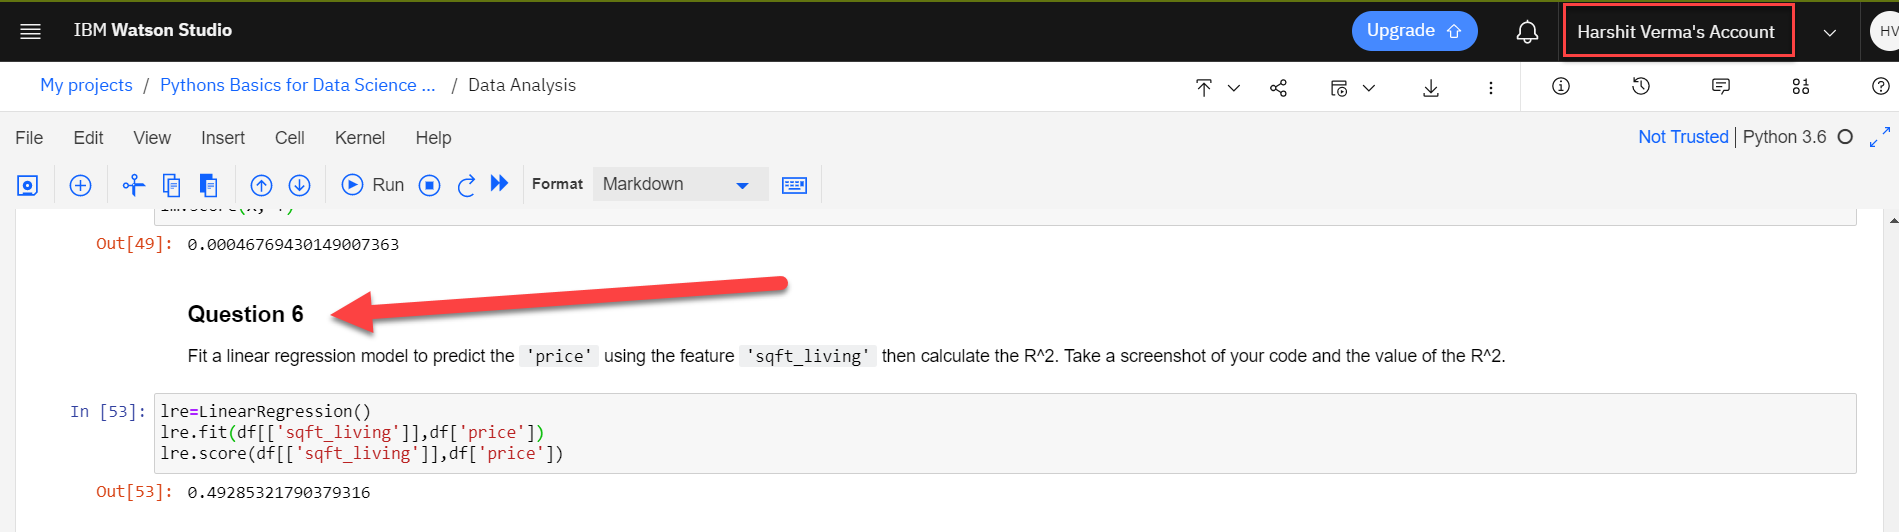 IBM Watson Studio
Upgrade
Harshit Verma's Account
HV
My projects / Pythons Basics for Data Science ... / Data Analysis
File Edit View Insert Cell Kernel Help
Not Trusted | Python 3.6
Run
Format
Markdown
Out[49]: 0.00046769430149007363
Question 6
Fit a linear regression model to predict the 'price' using the feature 'sqft_living' then calculate the R^2. Take a screenshot of your code and the value of the R^2.
In [53]: lre=LinearRegression()
lre.fit(df[['sqft_living']],df['price'])
lre.score(df[['sqft_living']],df['price'])
Out[53]: 0.49285321790379316